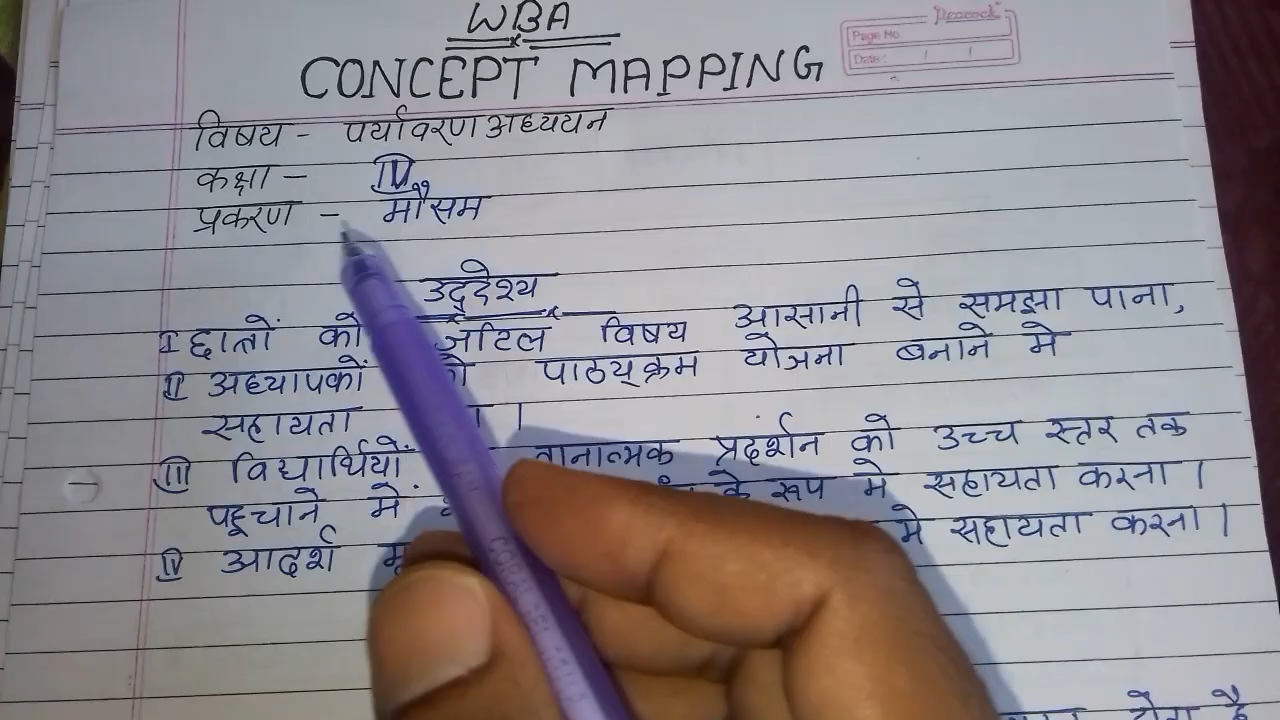 WBA
CONCEPT MAPPING
Peacock
Page No.
Date:
विषय - पर्यावरण अध्ययन
कक्षा - IV
प्रकरण - मौसम
उद्देश्य
I छात्रों को जटिल विषय आसानी से समझा पाना,
II अध्यापकों पाठ्यक्रम योजना बनाने मे
सहायता ।
III विद्यार्थियों प्रदर्शन को उच्च स्तर तक
पहूचाने में के रूप मे सहायता करना ।
IV आदर्श मे सहायता करना ।
है